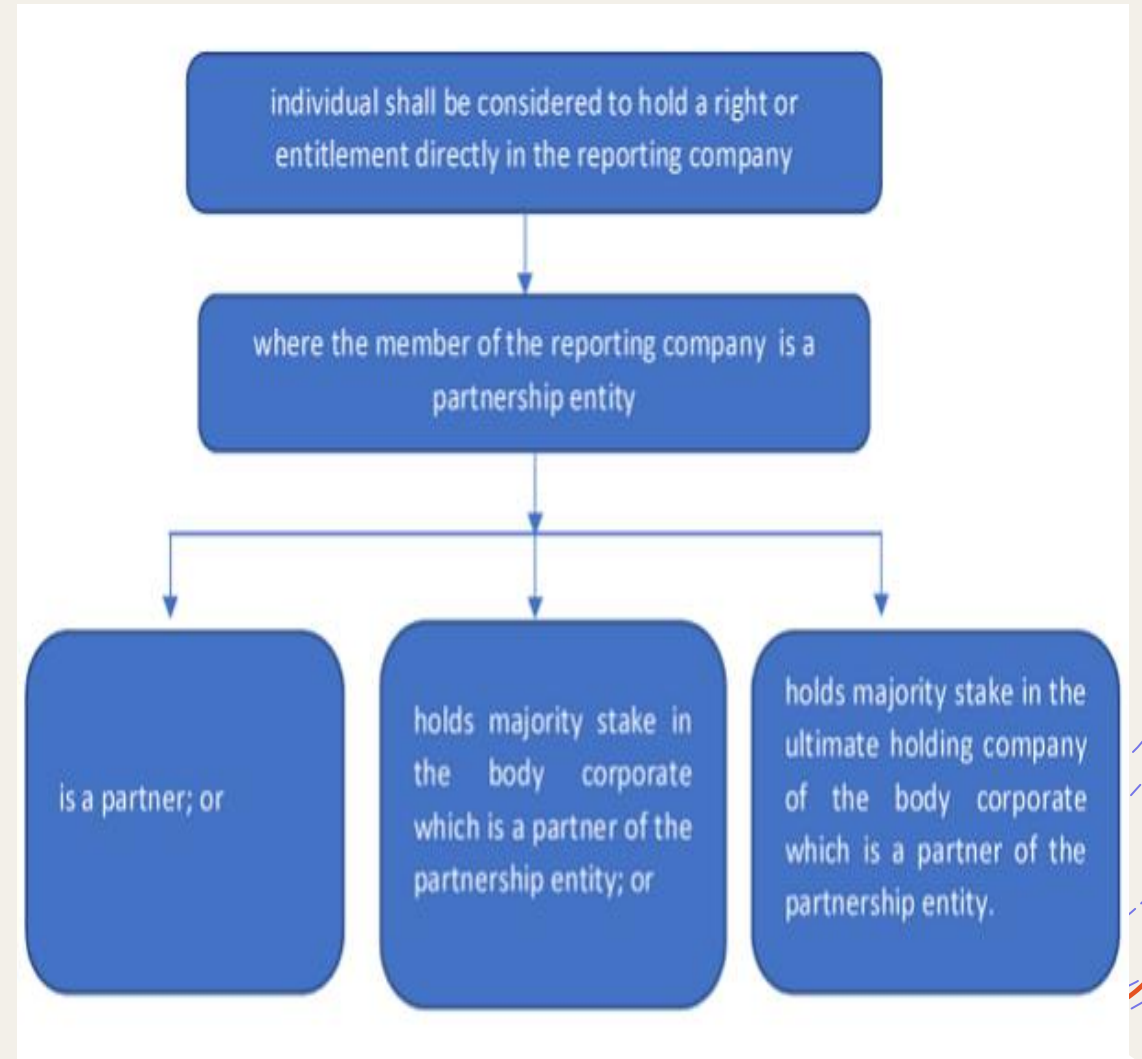 individual shall be considered to hold a right or
entitlement directly in the reporting company
where the member of the reporting company is a
partnership entity
is a partner; or
holds majority stake in
the body corporate
which is a partner of the
partnership entity; or
holds majority stake in the
ultimate holding company
of the body corporate
which is a partner of the
partnership entity.